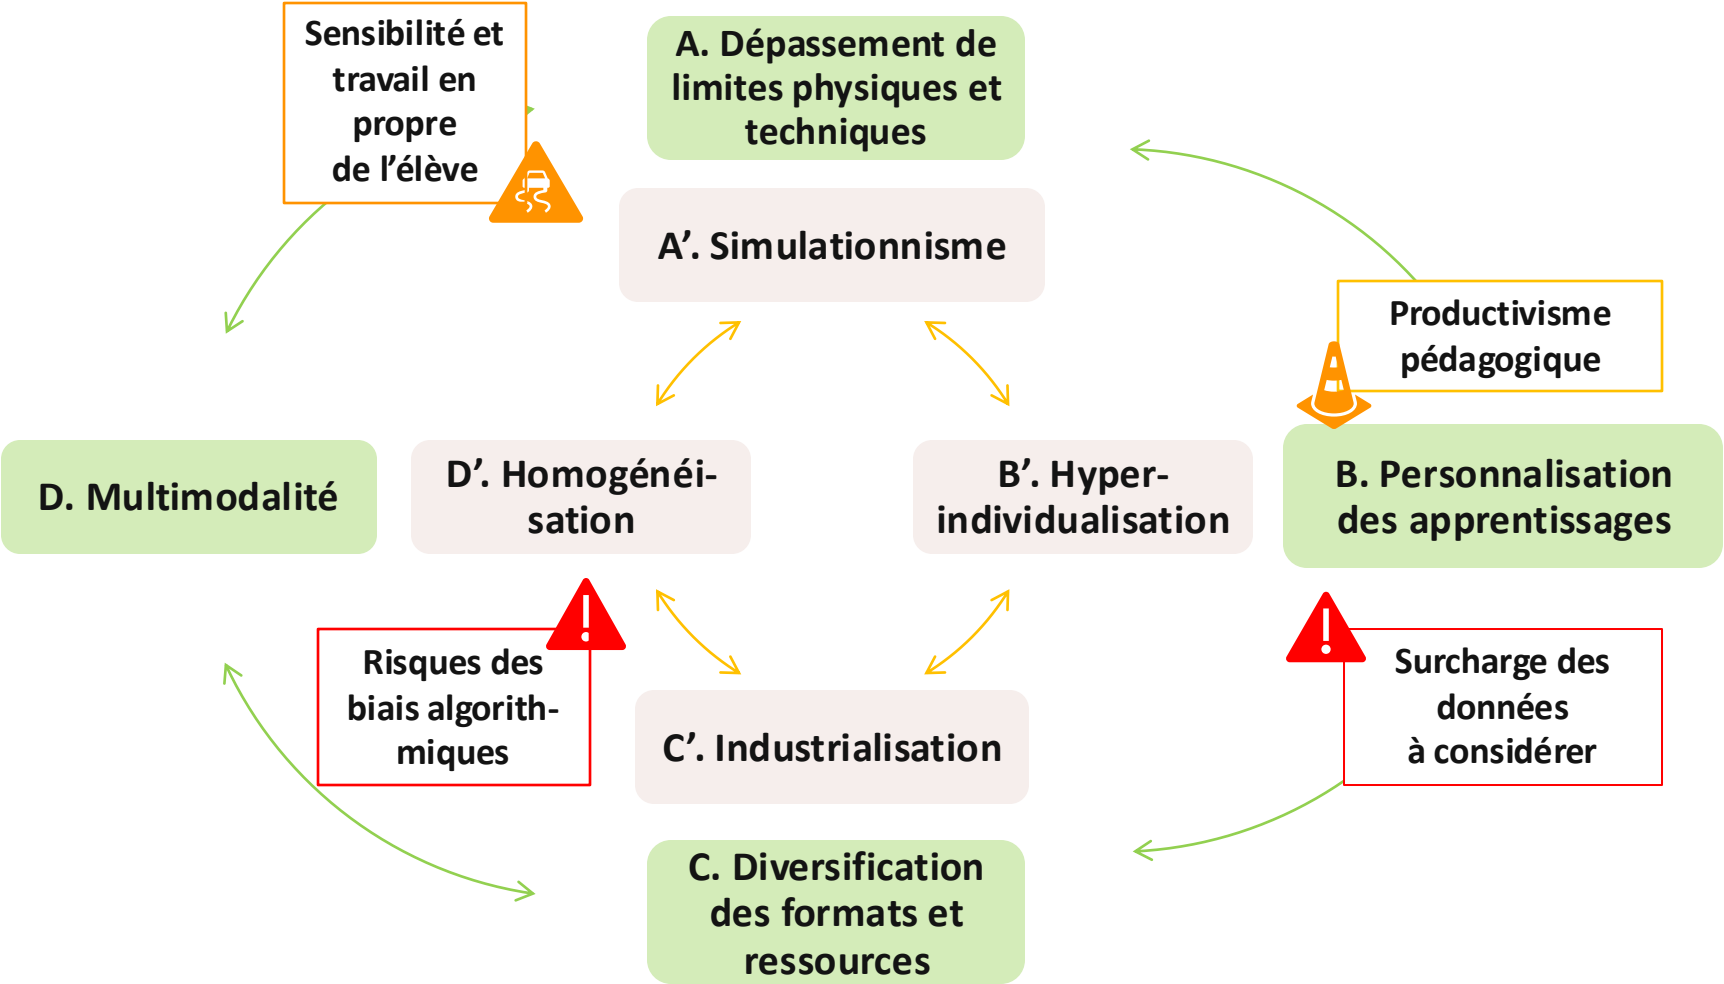 Sensibilité et
travail en
propre
de l’élève
A. Dépassement de
limites physiques et
techniques
A’. Simulationnisme
Productivisme
pédagogique
D. Multimodalité
D’. Homogénéi-
sation
B’. Hyper-
individualisation
B. Personnalisation
des apprentissages
Risques des
biais algorith-
miques
Surcharge des
données
à considérer
C’. Industrialisation
C. Diversification
des formats et
ressources